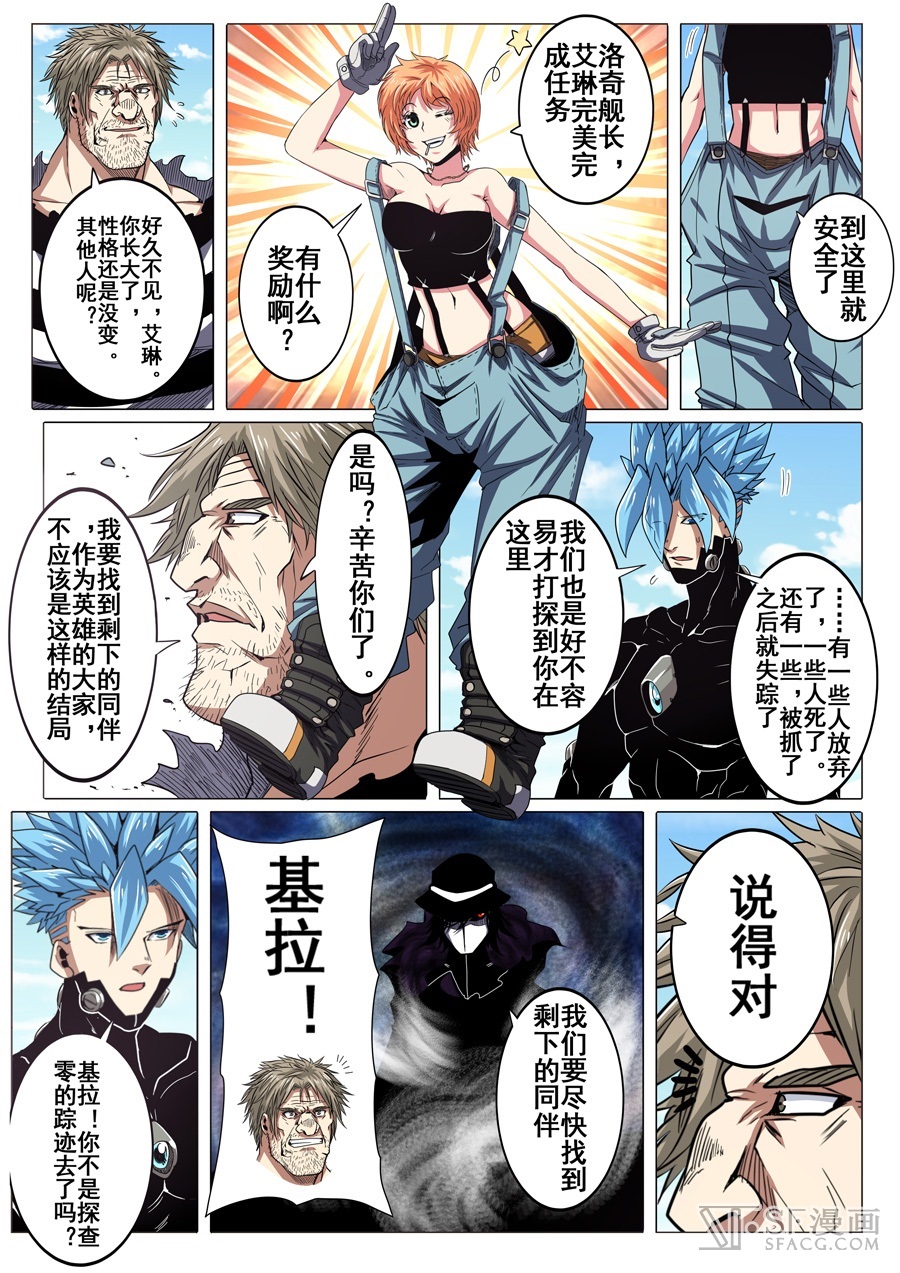 到这里就
安全了
洛奇舰长，
艾琳完美完
成任务
有什么
奖励啊？
好久不见，艾琳。
你长大了，
性格还是没变。
其他人呢？
……有一些人放弃
了，一些人死了。
还有一些，被抓了
之后就失踪了
我们也是好不容
易才打探到你在
这里
是吗？辛苦你们了。
我要找到剩下的同伴
，作为英雄的大家，
不应该是这样的结局
说得对
我们要尽快找到
剩下的同伴
基拉！
基拉！你不是探查
零的踪迹去了吗？
SF漫画
SFACG.COM